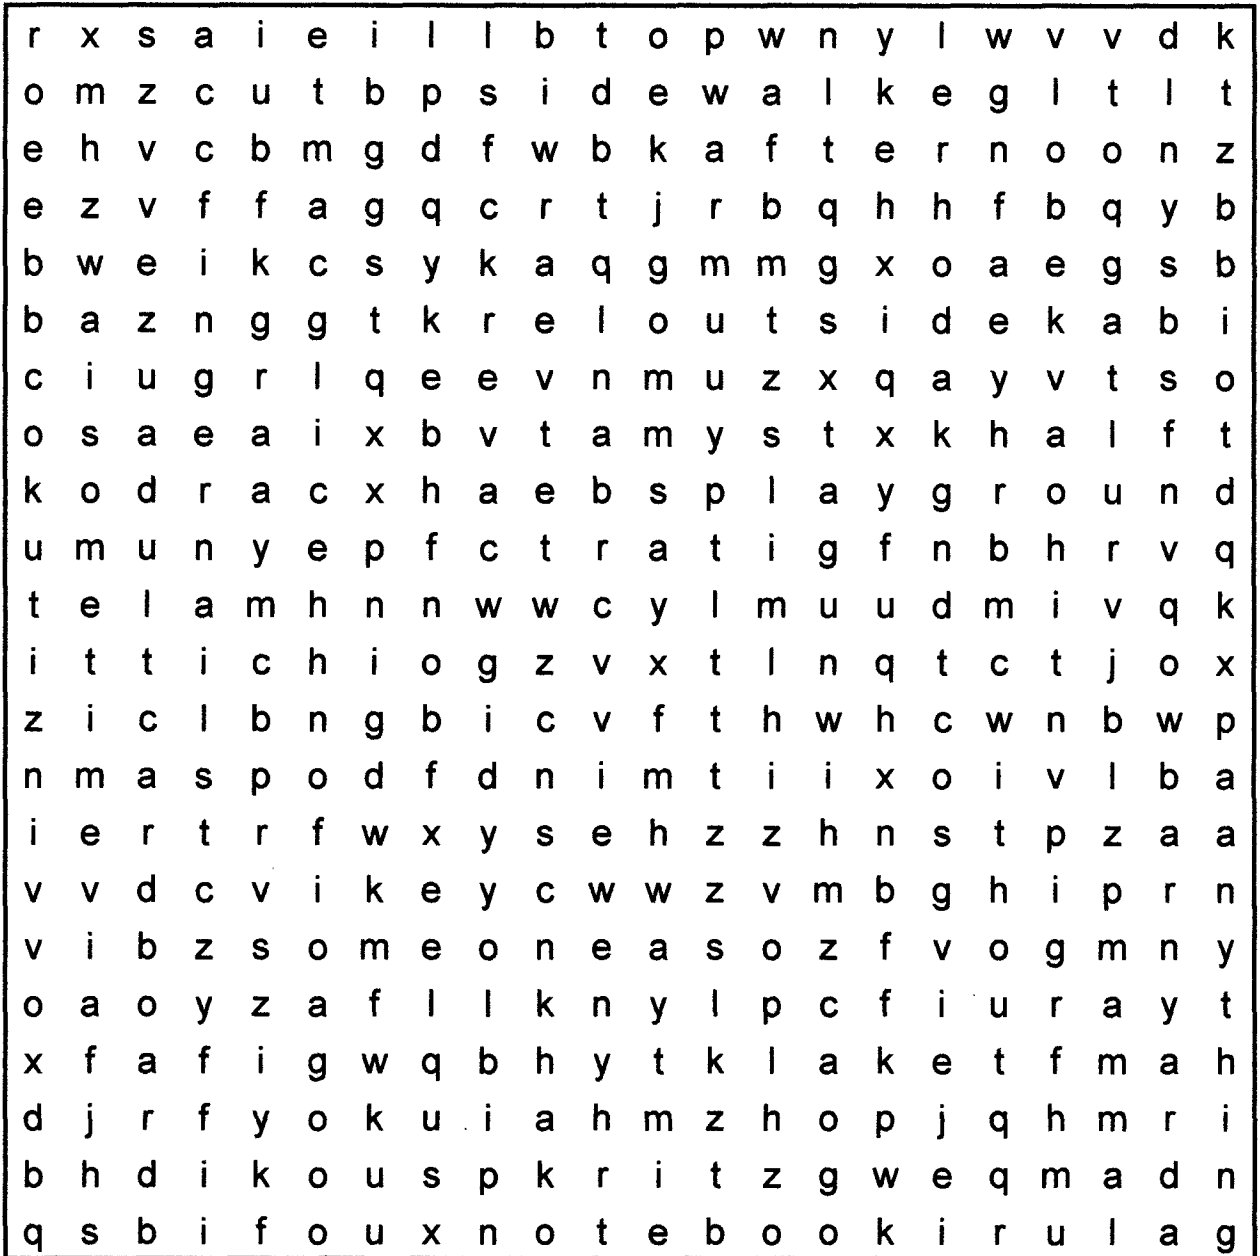 r x s a i e i l l b t o p w n y l w v v d k
o m z c u t b p s i d e w a l k e g l t l t
e h v c b m g d f w b k a f t e r n o o n z
e z v f f a g q c r t j r b q h h f b q y b
b w e i k c s y k a q g m m g x o a e g s b
b a z n g g t k r e l o u t s i d e k a b i
c i u g r l q e e v n m u z x q a y v t s o
o s a e a i x b v t a m y s t x k h a l f t
k o d r a c x h a e b s p l a y g r o u n d
u m u n y e p f c t r a t i g f n b h r v q
t e l a m h n n w w c y l m u u d m i v q k
i t t i c h i o g z v x t l n q t c t j o x
z i c l b n g b i c v f t h w h c w n b w p
n m a s p o d f d n i m t i i x o i v l b a
i e r t r f w x y s e h z z h n s t p z a a
v v d c v i k e y c w w z v m b g h i p r n
v i b z s o m e o n e a s o z f v o g m n y
o a o y z a f l l k n y l p c f i u r a y t
x f a f i g w q b h y t k l a k e t f m a h
d j r f y o k u i a h m z h o p j q h m r i
b h d i k o u s p k r i t z g w e q m a d n
q s b i f o u x n o t e b o o k i r u l a g